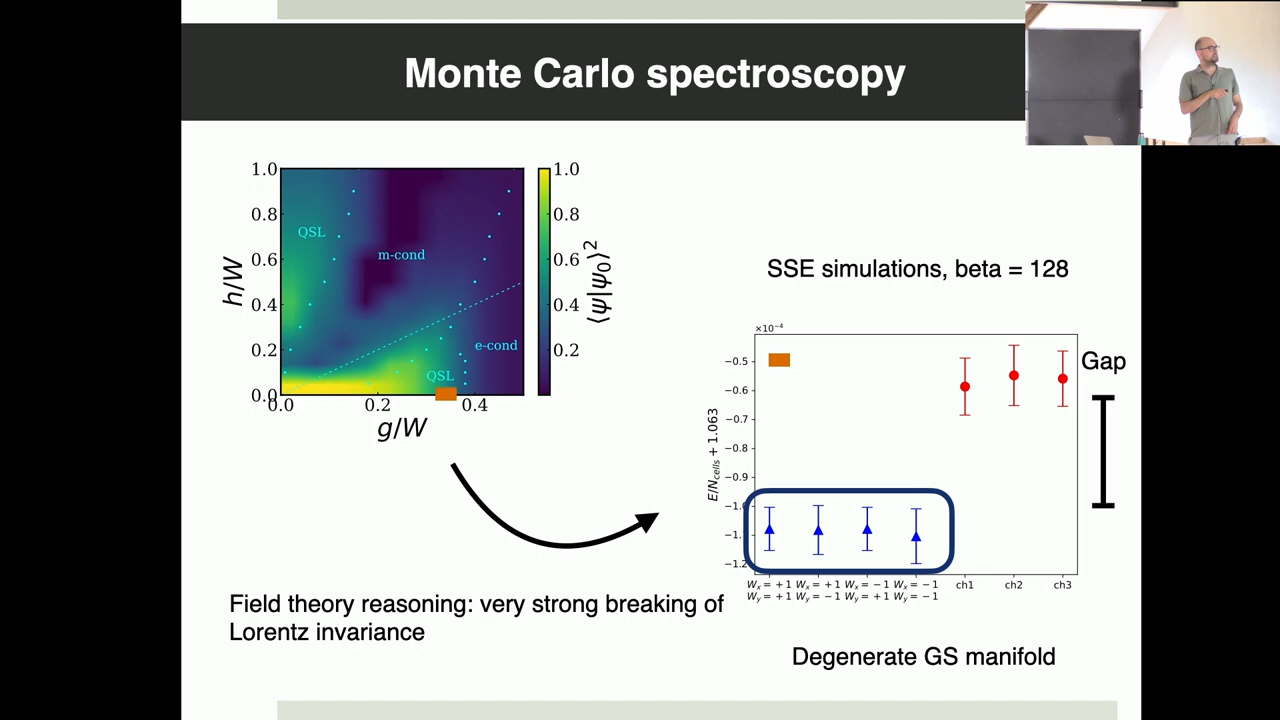 Monte Carlo spectroscopy
1.0
0.8
0.6
0.4
0.2
0.0
0.0
0.2
0.4
h/W
g/W
QSL
m-cond
e-cond
QSL
1.0
0.8
0.6
0.4
0.2
⟨ψ|ψ₀⟩²
SSE simulations, beta = 128
×10⁻⁴
−0.5
−0.6
−0.7
−0.8
−0.9
−1.2
E/N_cells + 1.063
Gap
W_x = +1 W_x = +1 W_x = −1 W_x = −1 ch1 ch2 ch3
W_y = +1 W_y = −1 W_y = +1 W_y = −1
Field theory reasoning: very strong breaking of
Lorentz invariance
Degenerate GS manifold